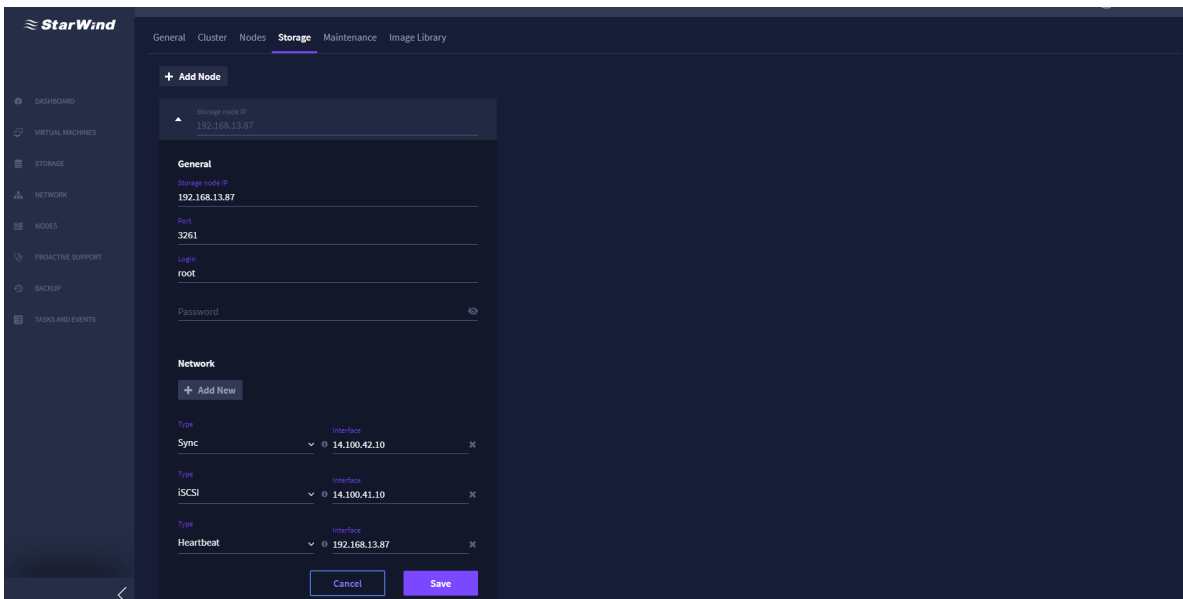 StarWind
General Cluster Nodes Storage Maintenance Image Library
+ Add Node
DASHBOARD
VIRTUAL MACHINES
STORAGE
NETWORK
NODES
PROACTIVE SUPPORT
BACKUP
TASKS AND EVENTS
Storage node IP
192.168.13.87
General
Storage node IP
192.168.13.87
Port
3261
Login
root
Password
Network
+ Add New
Type Interface
Sync 14.100.42.10
Type Interface
iSCSI 14.100.41.10
Type Interface
Heartbeat 192.168.13.87
Cancel Save